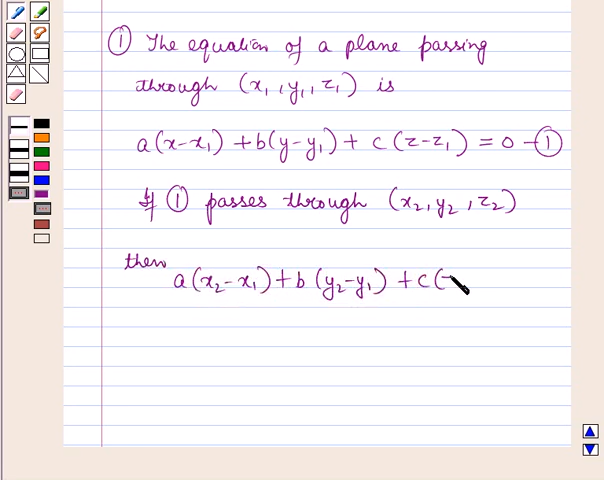 ① The equation of a plane passing
through (x₁, y₁, z₁) is
a(x-x₁) + b(y-y₁) + c(z-z₁) = 0 -①
If ① passes through (x₂, y₂, z₂)
then
a(x₂-x₁) + b(y₂-y₁) + c(